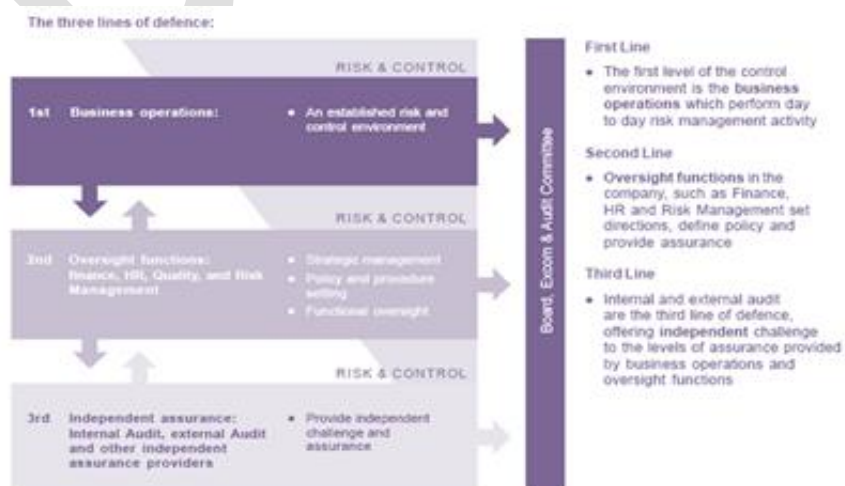 The three lines of defence:
RISK & CONTROL
1st Business operations:
• An established risk and
control environment
RISK & CONTROL
2nd Oversight functions:
finance, HR, Quality, and Risk
Management
• Strategic management
• Policy and procedure
setting
• Functional oversight
RISK & CONTROL
3rd Independent assurance:
Internal Audit, external Audit
and other independent
assurance providers
• Provide independent
challenge and
assurance
Board, Excom & Audit Committee
First Line
• The first level of the control
environment is the business
operations which perform day
to day risk management activity
Second Line
• Oversight functions in the
company, such as Finance,
HR and Risk Management set
directions, define policy and
provide assurance
Third Line
• Internal and external audit
are the third line of defence,
offering independent challenge
to the levels of assurance provided
by business operations and
oversight functions